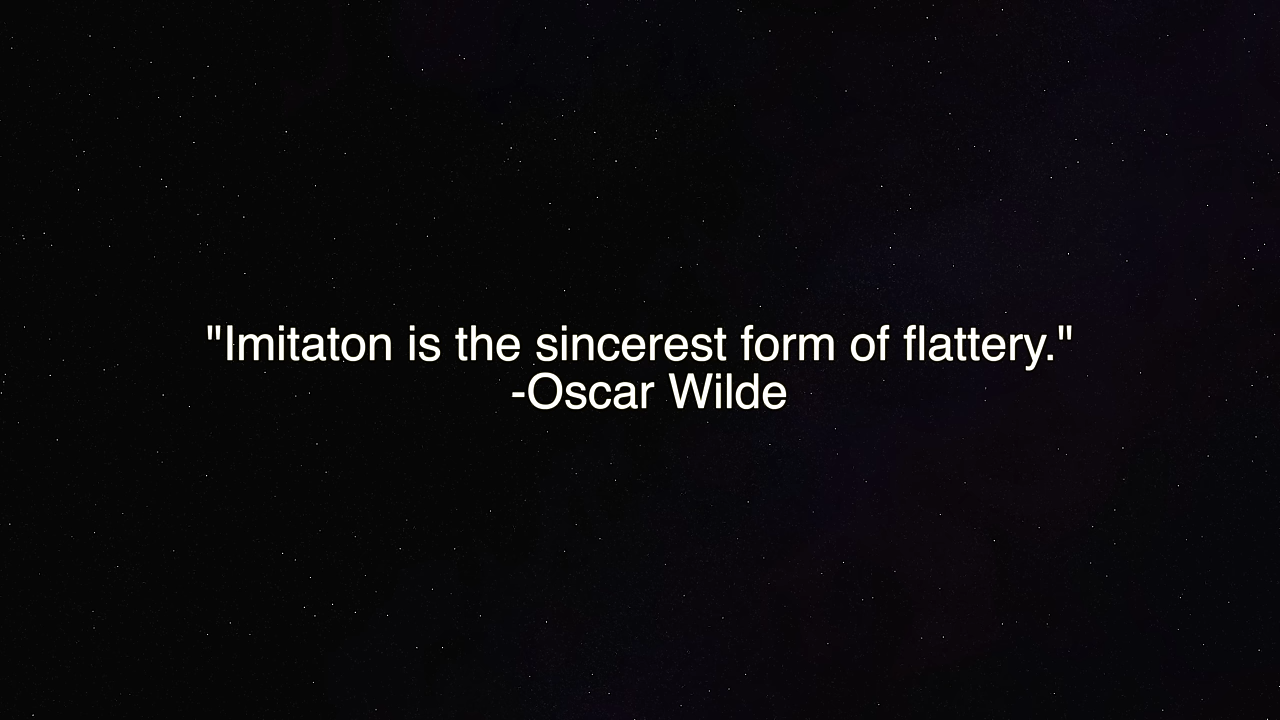 "Imitaton is the sincerest form of flattery."
-Oscar Wilde